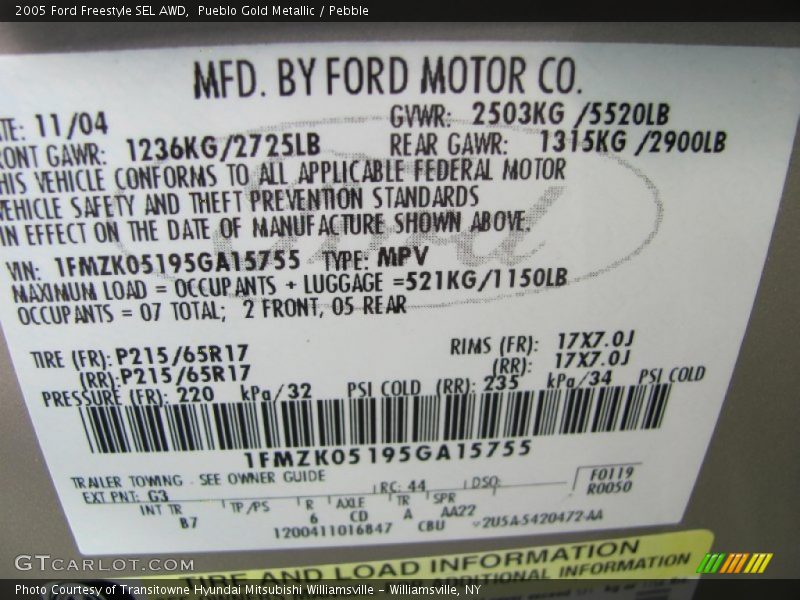 2005 Ford Freestyle SEL AWD, Pueblo Gold Metallic / Pebble
MFD. BY FORD MOTOR CO.
TE: 11/04 GVWR: 2503KG /5520LB
RONT GAWR: 1236KG/2725LB REAR GAWR: 1315KG /2900LB
HIS VEHICLE CONFORMS TO ALL APPLICABLE FEDERAL MOTOR
VEHICLE SAFETY AND THEFT PREVENTION STANDARDS
IN EFFECT ON THE DATE OF MANUFACTURE SHOWN ABOVE.
VIN: 1FMZK05195GA15755 TYPE: MPV
MAXIMUM LOAD = OCCUPANTS + LUGGAGE =521KG/1150LB
OCCUPANTS = 07 TOTAL; 2 FRONT, 05 REAR
TIRE (FR): P215/65R17 RIMS (FR): 17X7.0J
(RR): P215/65R17 (RR): 17X7.0J
PRESSURE (FR): 220 kPa/32 PSI COLD (RR): 235 kPa/34 PSI COLD
1FMZK05195GA15755
TRAILER TOWING - SEE OWNER GUIDE
EXT PNT: G3 RC: 44 DSO: F0119
R0050
INT TR TP/PS R AXLE TR SPR
B7 6 CD A AA22
1200411016847 CBU 2U5A-5420472-AA
TIRE AND LOAD INFORMATION
ADDITIONAL INFORMATION
GTCARLOT.COM
Photo Courtesy of Transitowne Hyundai Mitsubishi Williamsville - Williamsville, NY